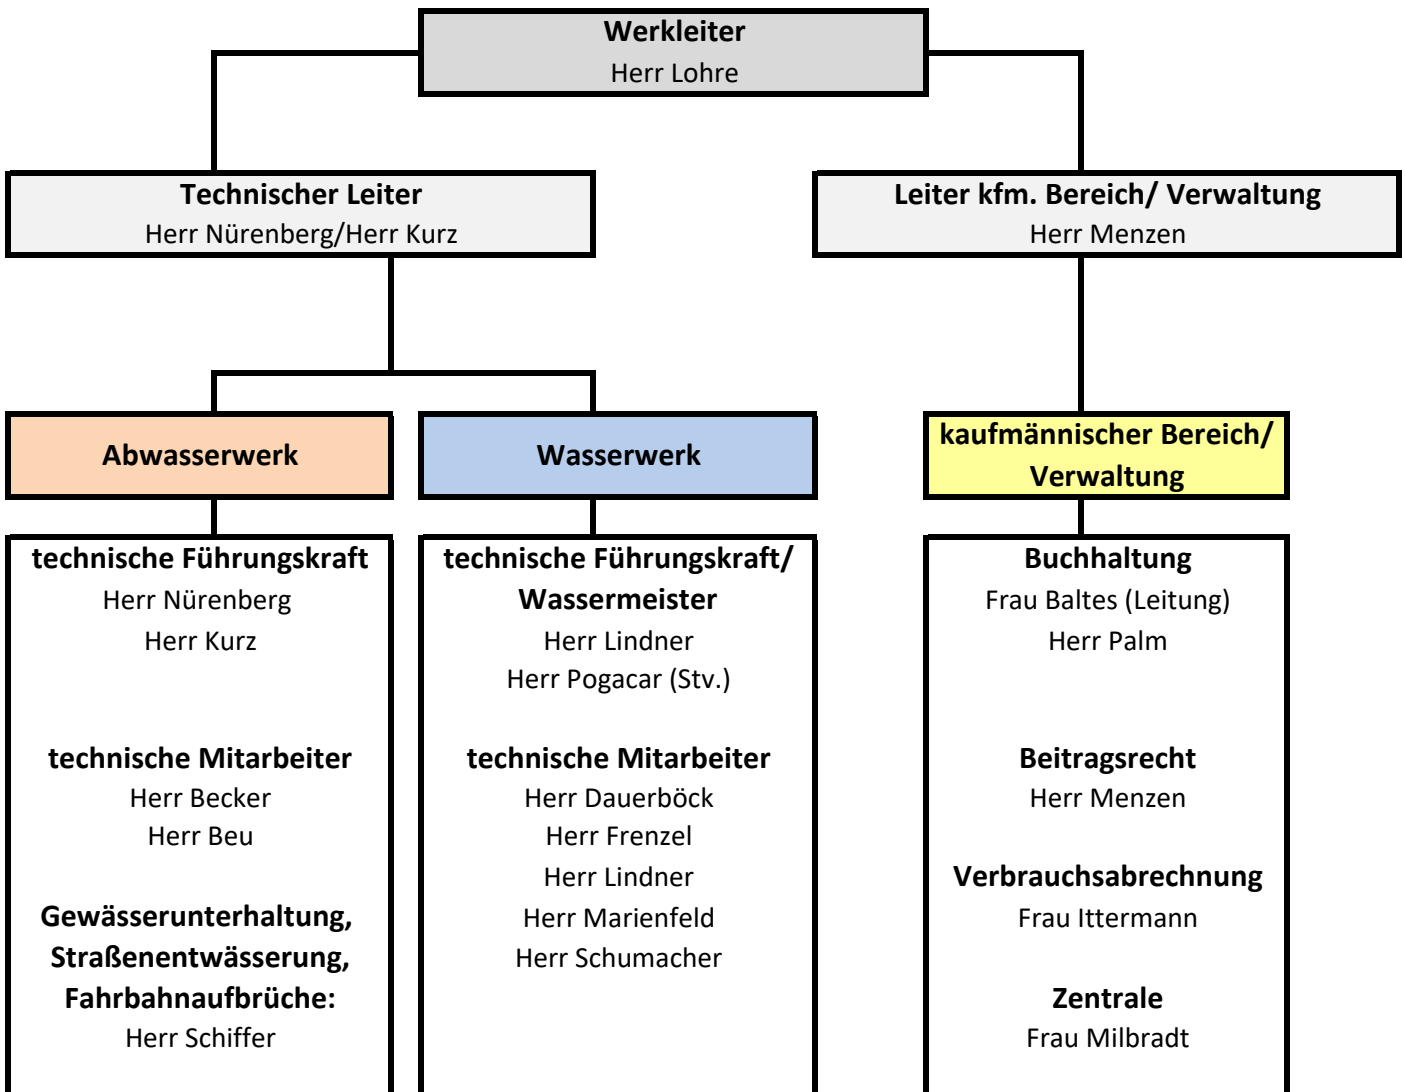 Werkleiter
Herr Lohre
Technischer Leiter
Herr Nürenberg/Herr Kurz
Leiter kfm. Bereich/ Verwaltung
Herr Menzen
Abwasserwerk
Wasserwerk
kaufmännischer Bereich/
Verwaltung
technische Führungskraft
Herr Nürenberg
Herr Kurz
technische Mitarbeiter
Herr Becker
Herr Beu
Gewässerunterhaltung,
Straßenentwässerung,
Fahrbahnaufbrüche:
Herr Schiffer
technische Führungskraft/
Wassermeister
Herr Lindner
Herr Pogacar (Stv.)
technische Mitarbeiter
Herr Dauerböck
Herr Frenzel
Herr Lindner
Herr Marienfeld
Herr Schumacher
Buchhaltung
Frau Baltes (Leitung)
Herr Palm
Beitragsrecht
Herr Menzen
Verbrauchsabrechnung
Frau Ittermann
Zentrale
Frau Milbradt